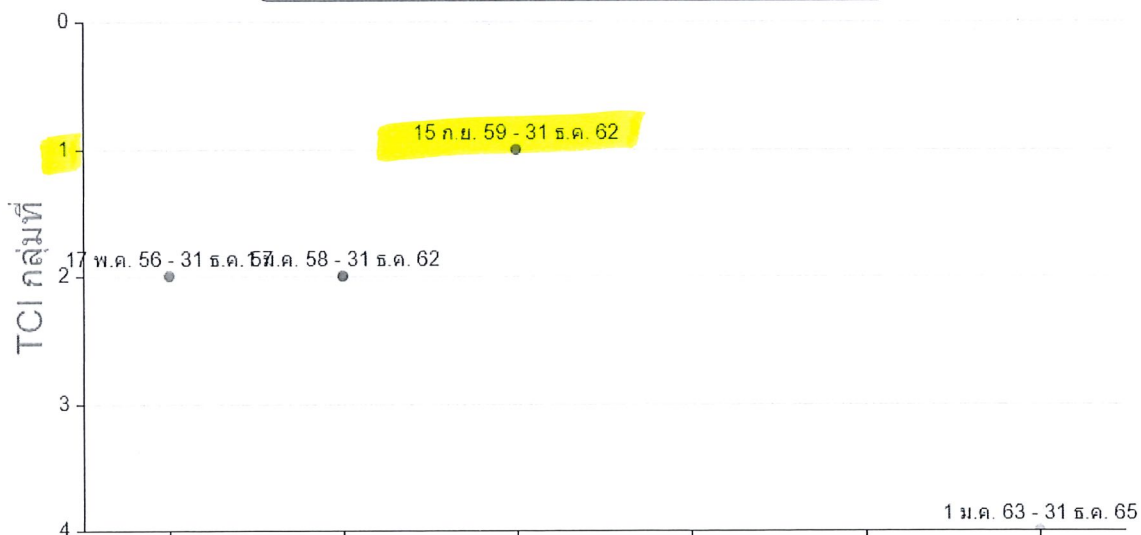 0
15 ก.ย. 59 - 31 ธ.ค. 62
1
TCI กลุ่มที่
17 พ.ค. 56 - 31 ธ.ค. 57
ม.ค. 58 - 31 ธ.ค. 62
2
3
1 ม.ค. 63 - 31 ธ.ค. 65
4